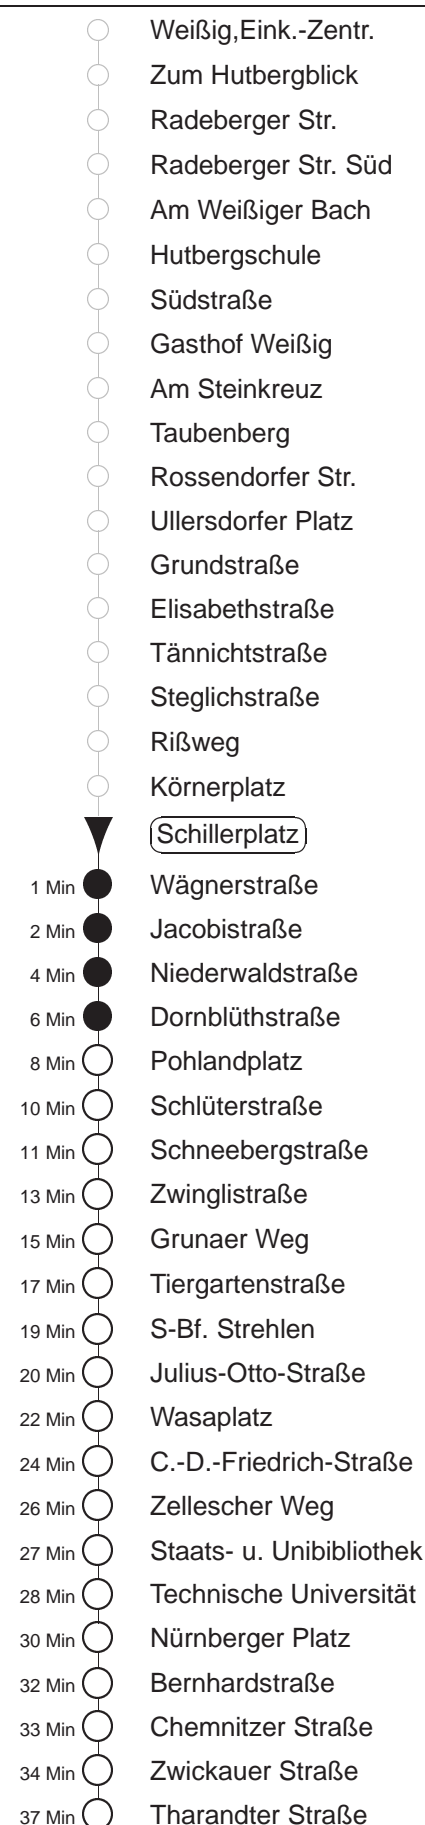 Weißig,Eink.-Zentr.
Zum Hutbergblick
Radeberger Str.
Radeberger Str. Süd
Am Weißiger Bach
Hutbergschule
Südstraße
Gasthof Weißig
Am Steinkreuz
Taubenberg
Rossendorfer Str.
Ullersdorfer Platz
Grundstraße
Elisabethstraße
Tännichtstraße
Steglichstraße
Rißweg
Körnerplatz
Schillerplatz
1 Min Wägnerstraße
2 Min Jacobistraße
4 Min Niederwaldstraße
6 Min Dornblüthstraße
8 Min Pohlandplatz
10 Min Schlüterstraße
11 Min Schneebergstraße
13 Min Zwinglistraße
15 Min Grunaer Weg
17 Min Tiergartenstraße
19 Min S-Bf. Strehlen
20 Min Julius-Otto-Straße
22 Min Wasaplatz
24 Min C.-D.-Friedrich-Straße
26 Min Zellescher Weg
27 Min Staats- u. Unibibliothek
28 Min Technische Universität
30 Min Nürnberger Platz
32 Min Bernhardstraße
33 Min Chemnitzer Straße
34 Min Zwickauer Straße
37 Min Tharandter Straße